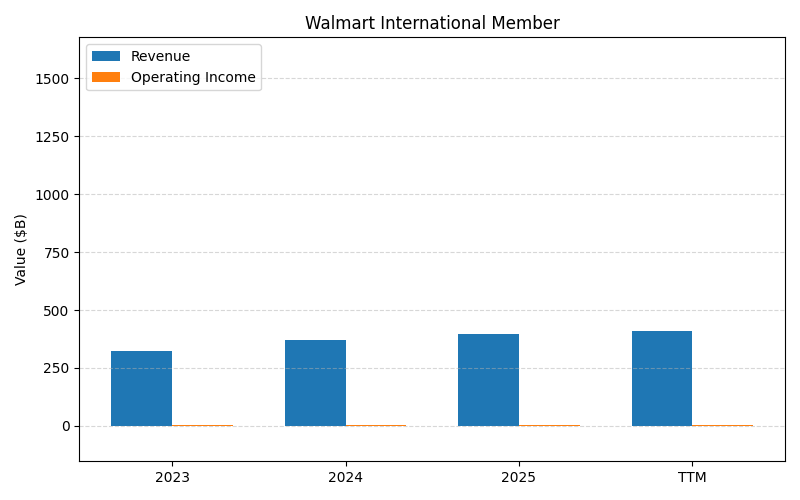 Walmart International Member
Revenue
Operating Income
1500
1250
1000
750
500
250
0
Value ($B)
2023 2024 2025 TTM